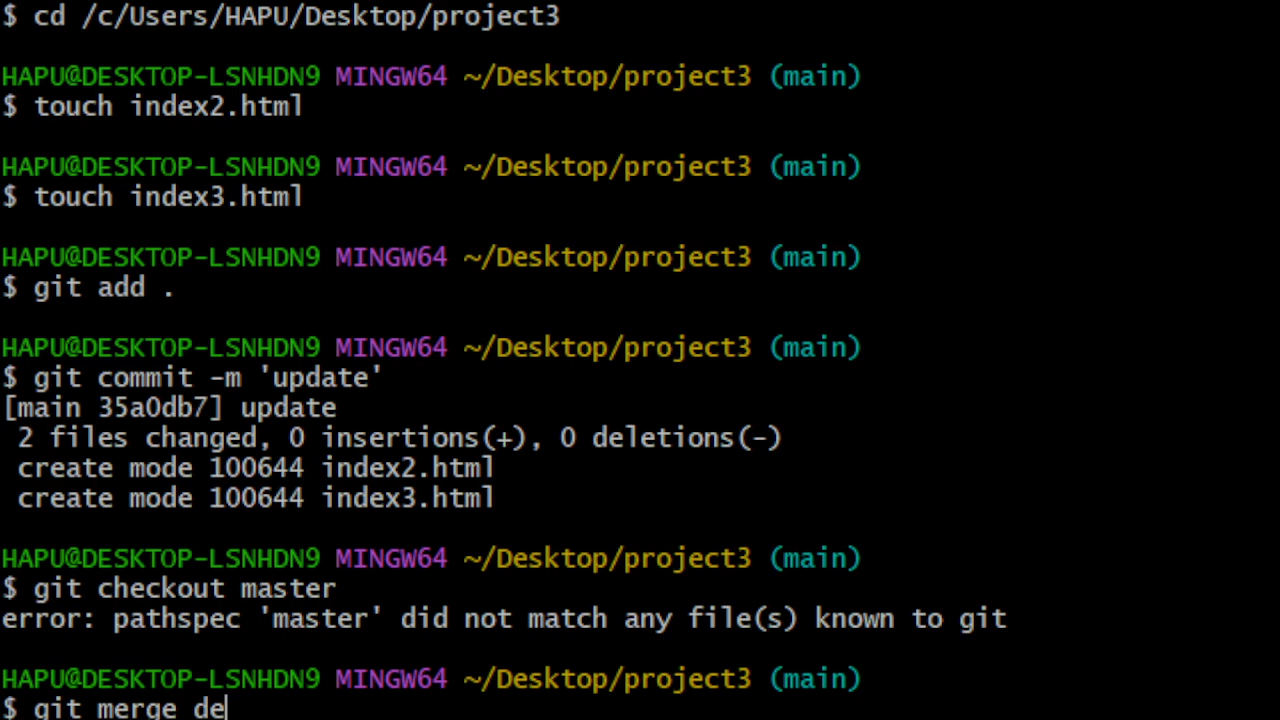 $ cd /c/Users/HAPU/Desktop/project3
HAPU@DESKTOP-LSNHDN9 MINGW64 ~/Desktop/project3 (main)
$ touch index2.html
HAPU@DESKTOP-LSNHDN9 MINGW64 ~/Desktop/project3 (main)
$ touch index3.html
HAPU@DESKTOP-LSNHDN9 MINGW64 ~/Desktop/project3 (main)
$ git add .
HAPU@DESKTOP-LSNHDN9 MINGW64 ~/Desktop/project3 (main)
$ git commit -m 'update'
[main 35a0db7] update
 2 files changed, 0 insertions(+), 0 deletions(-)
 create mode 100644 index2.html
 create mode 100644 index3.html
HAPU@DESKTOP-LSNHDN9 MINGW64 ~/Desktop/project3 (main)
$ git checkout master
error: pathspec 'master' did not match any file(s) known to git
HAPU@DESKTOP-LSNHDN9 MINGW64 ~/Desktop/project3 (main)
$ git merge de